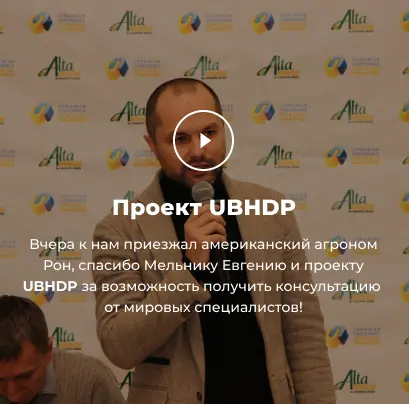 Alta
Проект UBHDP
Вчера к нам приезжал американский агроном
Рон, спасибо Мельнику Евгению и проекту
UBHDP за возможность получить консультацию
от мировых специалистов!